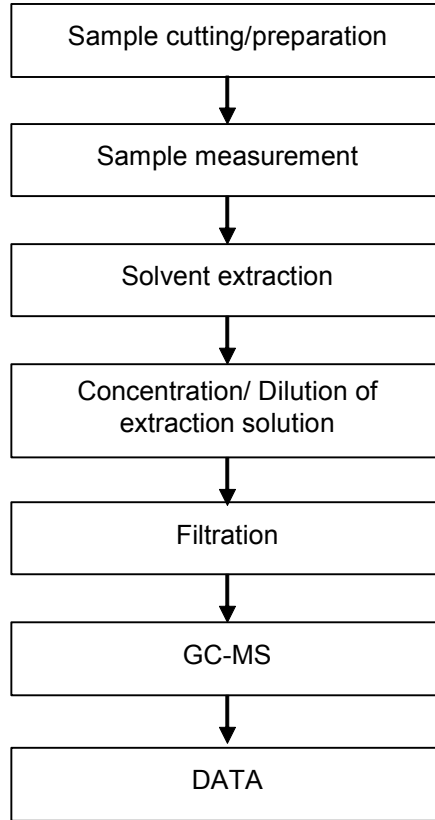 Sample cutting/preparation
Sample measurement
Solvent extraction
Concentration/ Dilution of
extraction solution
Filtration
GC-MS
DATA